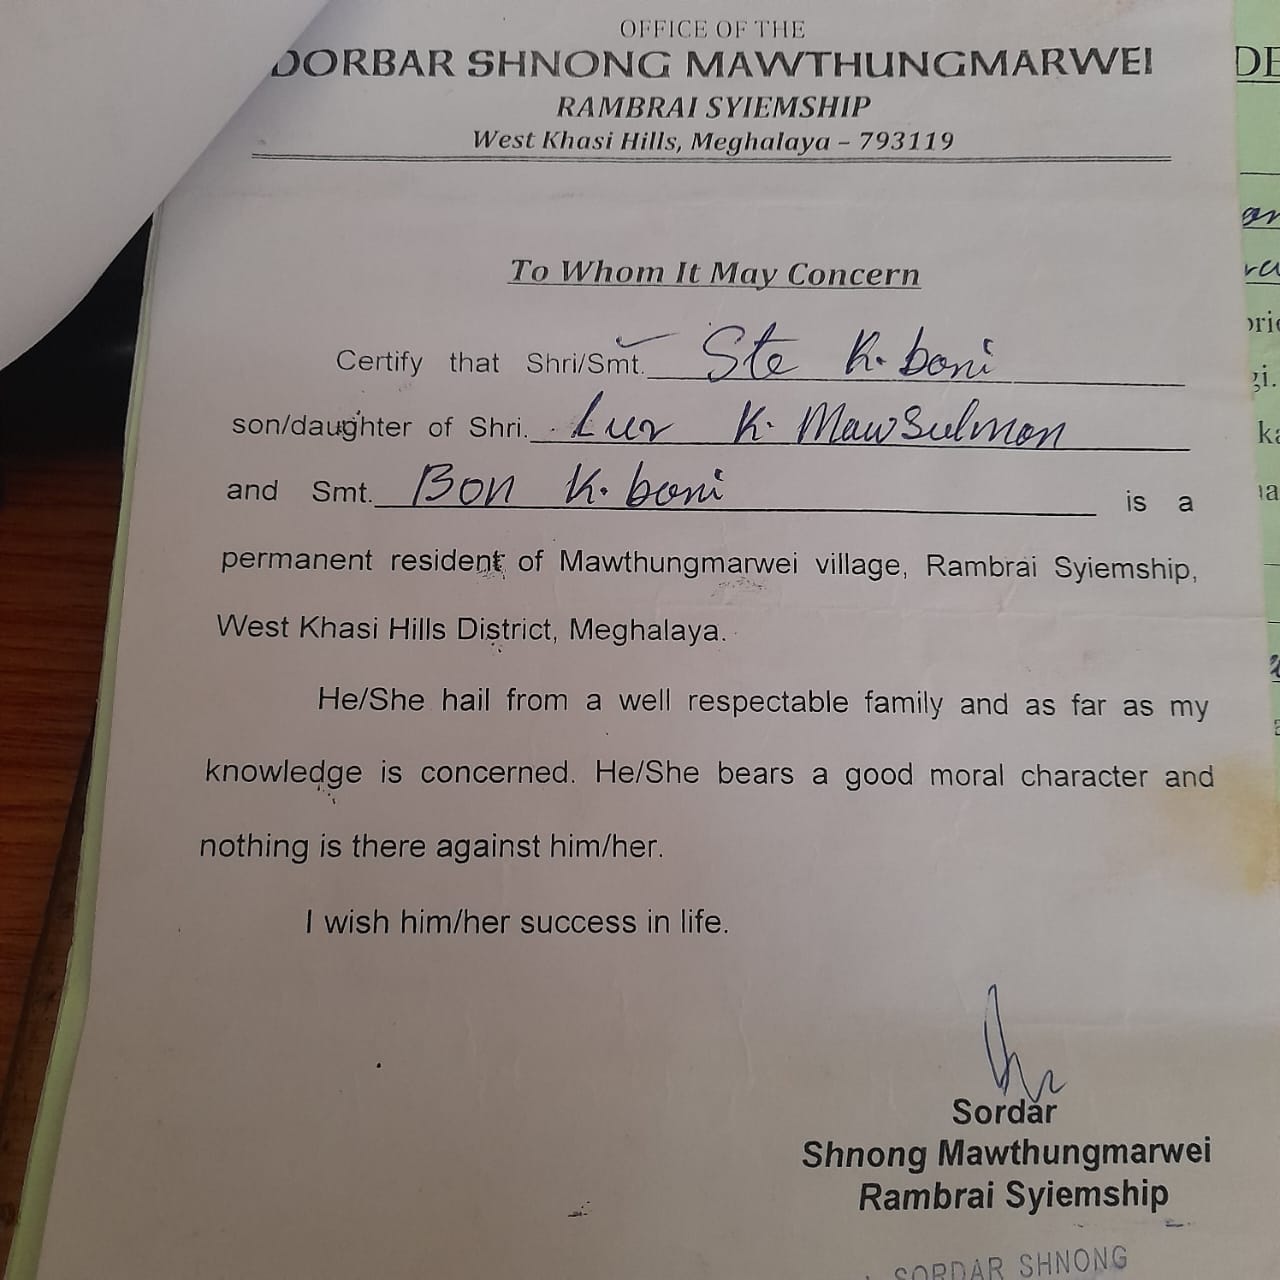 OFFICE OF THE
DORBAR SHNONG MAWTHUNGMARWEI
RAMBRAI SYIEMSHIP
West Khasi Hills, Meghalaya – 793119
To Whom It May Concern
Certify that Shri/Smt. Ste K. boni
son/daughter of Shri. Lur K. Mawsulmon
and Smt. Bon K. boni is a
permanent resident of Mawthungmarwei village, Rambrai Syiemship,
West Khasi Hills District, Meghalaya.
He/She hail from a well respectable family and as far as my
knowledge is concerned. He/She bears a good moral character and
nothing is there against him/her.
I wish him/her success in life.
Sordar
Shnong Mawthungmarwei
Rambrai Syiemship
SORDAR SHNONG